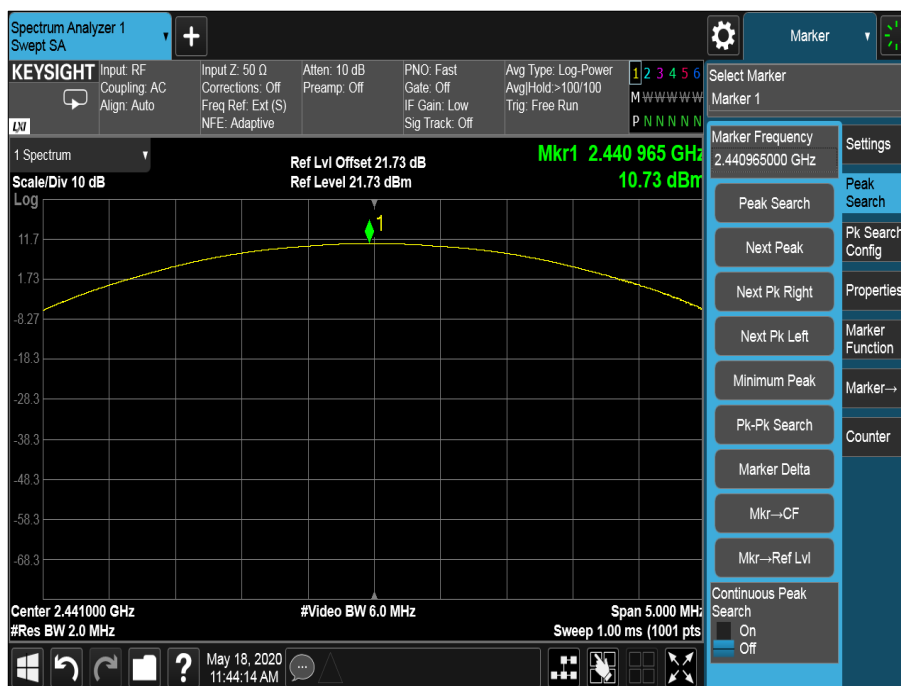 Spectrum Analyzer 1
Swept SA
Marker
KEYSIGHT
LXI
Input: RF
Coupling: AC
Align: Auto
Input Z: 50 Ω
Corrections: Off
Freq Ref: Ext (S)
NFE: Adaptive
Atten: 10 dB
Preamp: Off
PNO: Fast
Gate: Off
IF Gain: Low
Sig Track: Off
Avg Type: Log-Power
Avg|Hold:>100/100
Trig: Free Run
1 2 3 4 5 6
M W W W W W
P N N N N N
Select Marker
Marker 1
1 Spectrum
Scale/Div 10 dB
Ref Lvl Offset 21.73 dB
Ref Level 21.73 dBm
Mkr1 2.440 965 GHz
10.73 dBm
Log
1
11.7
1.73
-8.27
-18.3
-28.3
-38.3
-48.3
-58.3
-68.3
Center 2.441000 GHz
#Res BW 2.0 MHz
#Video BW 6.0 MHz
Span 5.000 MHz
Sweep 1.00 ms (1001 pts
Marker Frequency
2.440965000 GHz
Peak Search
Next Peak
Next Pk Right
Next Pk Left
Minimum Peak
Pk-Pk Search
Marker Delta
Mkr→CF
Mkr→Ref Lvl
Continuous Peak
Search
On
Off
Settings
Peak
Search
Pk Search
Config
Properties
Marker
Function
Marker→
Counter
?
May 18, 2020
11:44:14 AM